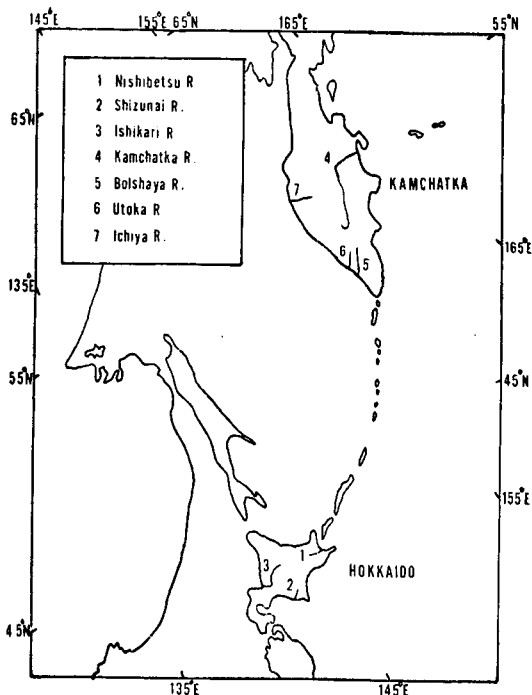 145°E 155°E 65°N 165°E 55°N
1 Nishibetsu R
2 Shizunai R.
3 Ishikari R
4 Kamchatka R.
5 Bolshaya R.
6 Utoka R
7 Ichiya R.
65°N
4
KAMCHATKA
7
165°E
6 5
135°E
55°N
45°N
155°E
1
3
HOKKAIDO
2
45°N
135°E 145°E